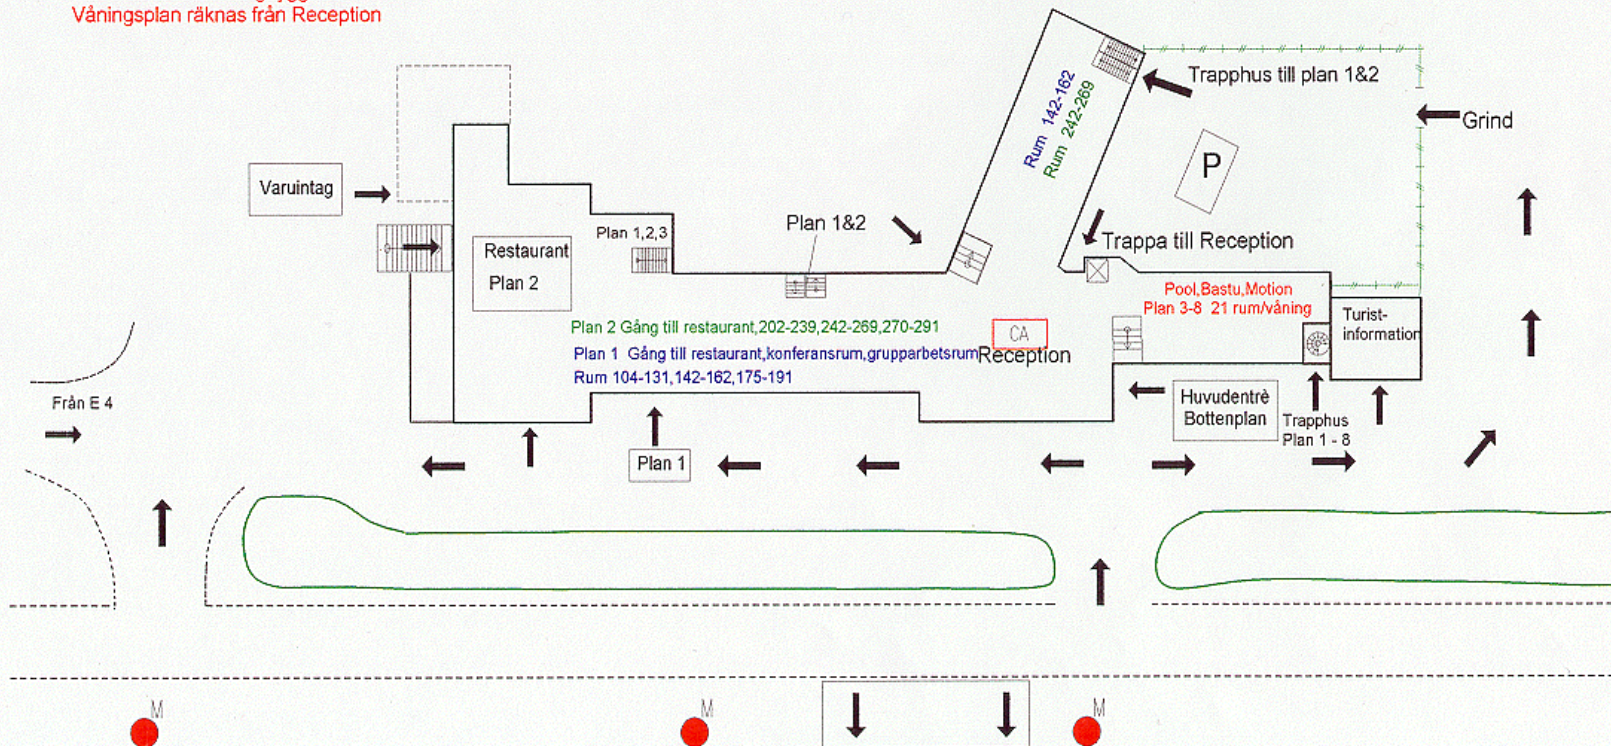 Våningsplan räknas från Reception
Trapphus till plan 1&2
Rum 142-162
Rum 242-269
Grind
P
Varuintag
Plan 1&2
Plan 1,2,3
Trappa till Reception
Restaurant
Plan 2
Pool,Bastu,Motion
Plan 3-8 21 rum/våning
Turist-
information
Plan 2 Gång till restaurant,202-239,242-269,270-291
CA
Plan 1 Gång till restaurant,konferansrum,grupparbetsrum
Reception
Rum 104-131,142-162,175-191
Från E 4
Huvudentrè
Bottenplan
Trapphus
Plan 1 - 8
Plan 1
M
M
M